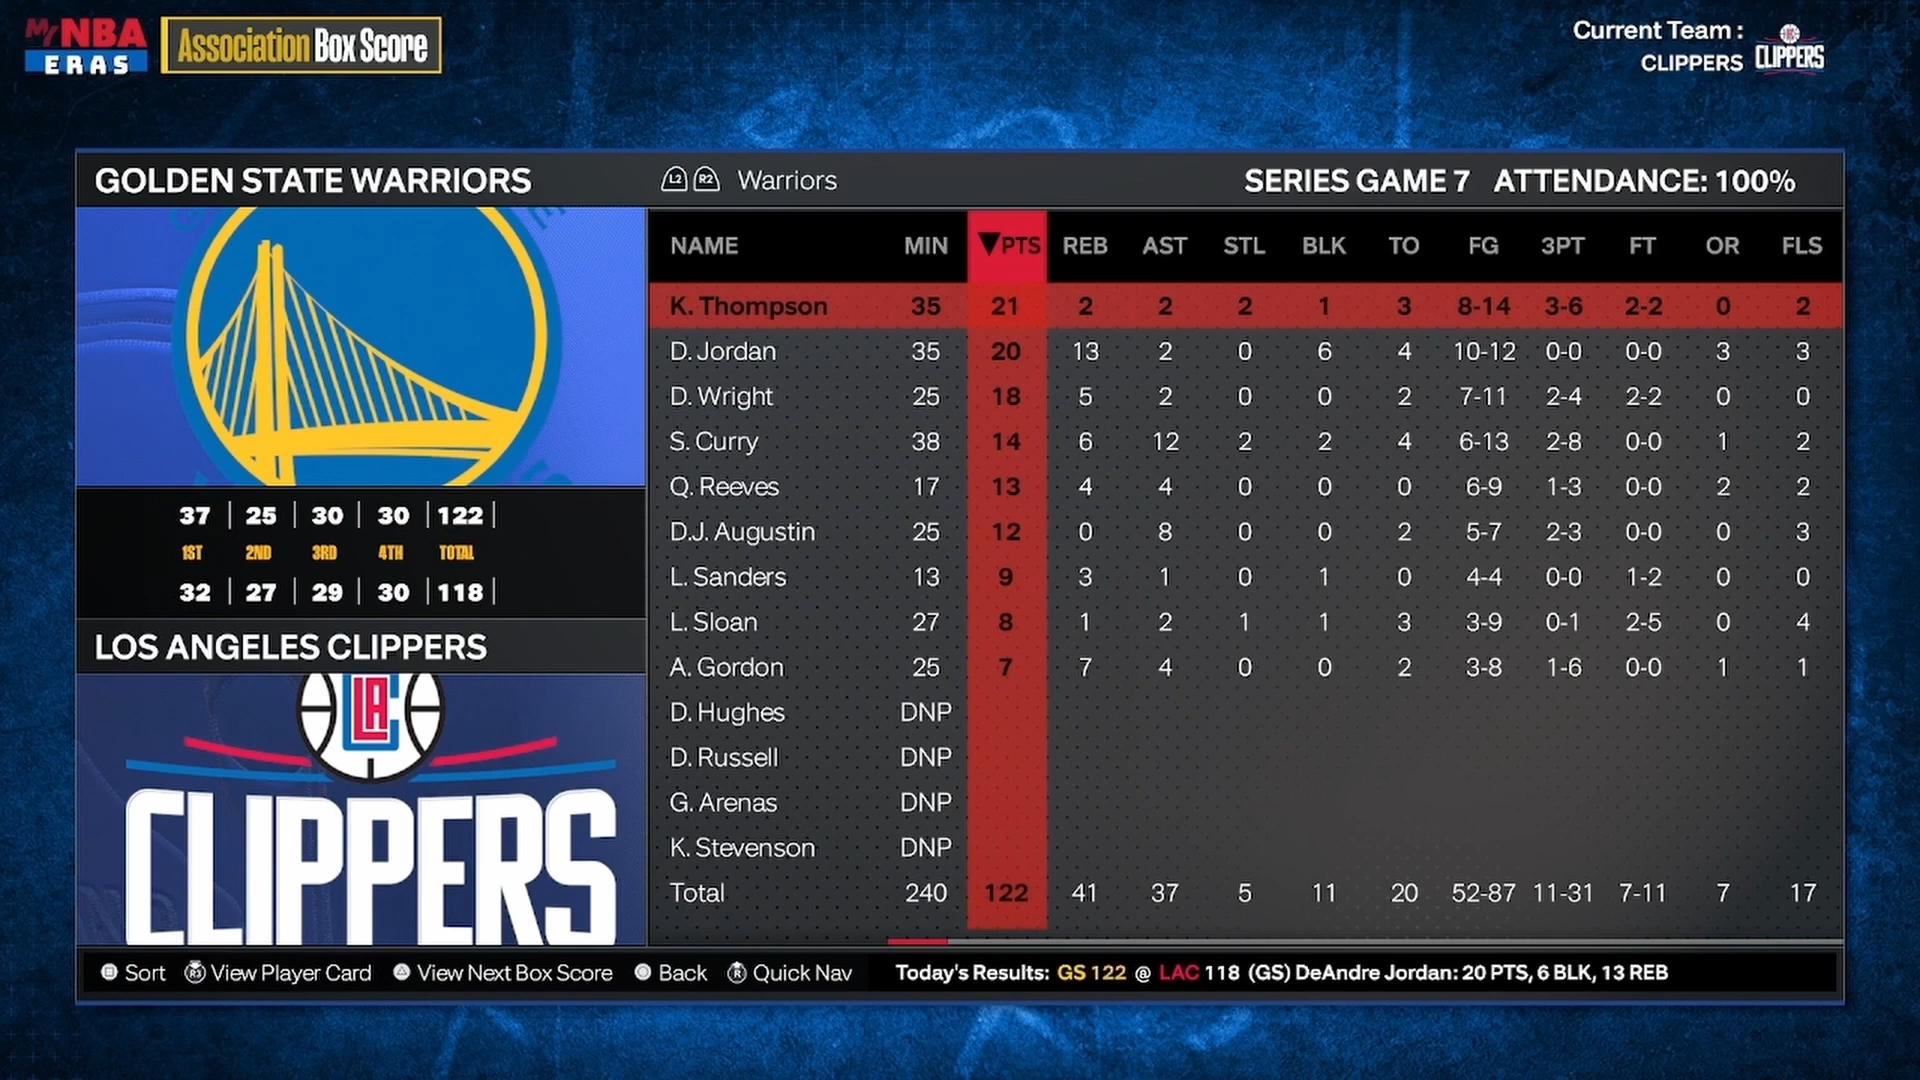 MyNBA
ERAS
Association Box Score
Current Team :
CLIPPERS
CLIPPERS
GOLDEN STATE WARRIORS
L2 R2 Warriors
SERIES GAME 7 ATTENDANCE: 100%
37 | 25 | 30 | 30 | 122 |
1ST 2ND 3RD 4TH TOTAL
32 | 27 | 29 | 30 | 118 |
LOS ANGELES CLIPPERS
LAC
CLIPPERS
NAME MIN ▼PTS REB AST STL BLK TO FG 3PT FT OR FLS
K. Thompson 35 21 2 2 2 1 3 8-14 3-6 2-2 0 2
D. Jordan 35 20 13 2 0 6 4 10-12 0-0 0-0 3 3
D. Wright 25 18 5 2 0 0 2 7-11 2-4 2-2 0 0
S. Curry 38 14 6 12 2 2 4 6-13 2-8 0-0 1 2
Q. Reeves 17 13 4 4 0 0 0 6-9 1-3 0-0 2 2
D.J. Augustin 25 12 0 8 0 0 2 5-7 2-3 0-0 0 3
L. Sanders 13 9 3 1 0 1 0 4-4 0-0 1-2 0 0
L. Sloan 27 8 1 2 1 1 3 3-9 0-1 2-5 0 4
A. Gordon 25 7 7 4 0 0 2 3-8 1-6 0-0 1 1
D. Hughes DNP
D. Russell DNP
G. Arenas DNP
K. Stevenson DNP
Total 240 122 41 37 5 11 20 52-87 11-31 7-11 7 17
Sort R3 View Player Card View Next Box Score Back R Quick Nav
Today's Results: GS 122 @ LAC 118 (GS) DeAndre Jordan: 20 PTS, 6 BLK, 13 REB